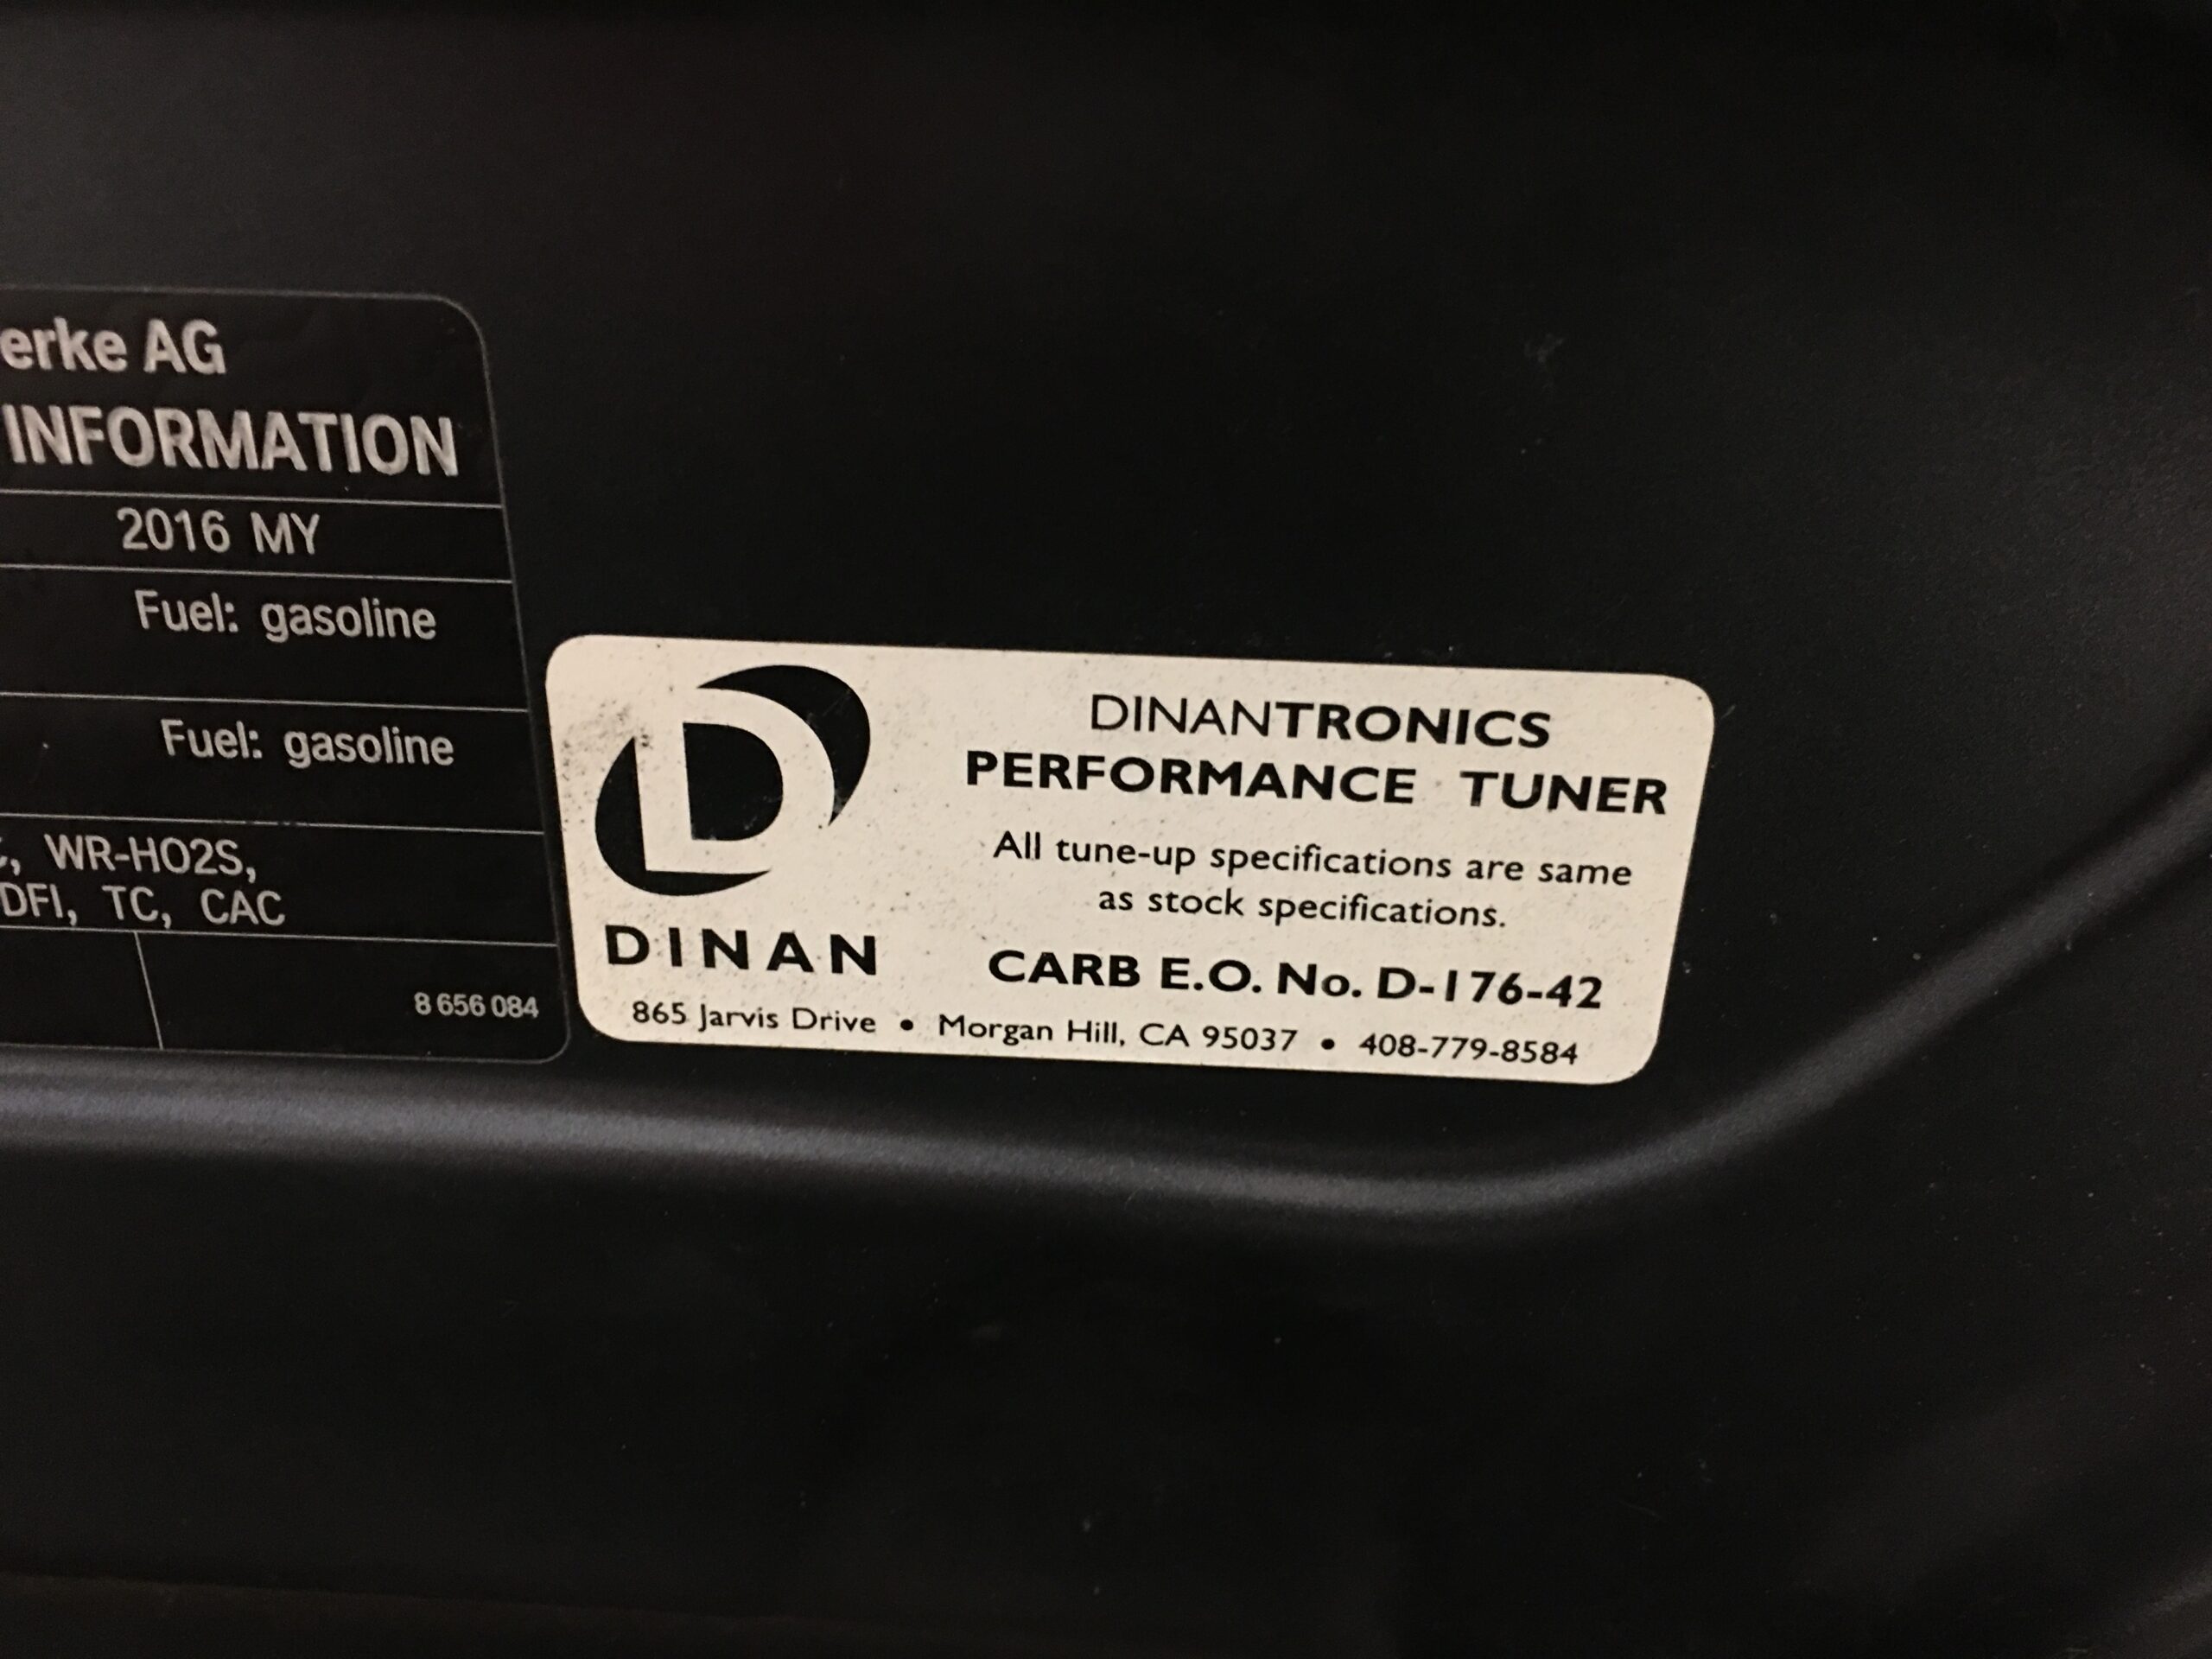 erke AG
INFORMATION
2016 MY
Fuel: gasoline
Fuel: gasoline
WR-HO2S,
DFI, TC, CAC
8 656 084
D
DINAN
DINANTRONICS
PERFORMANCE TUNER
All tune-up specifications are same
as stock specifications.
CARB E.O. No. D-176-42
865 Jarvis Drive • Morgan Hill, CA 95037 • 408-779-8584